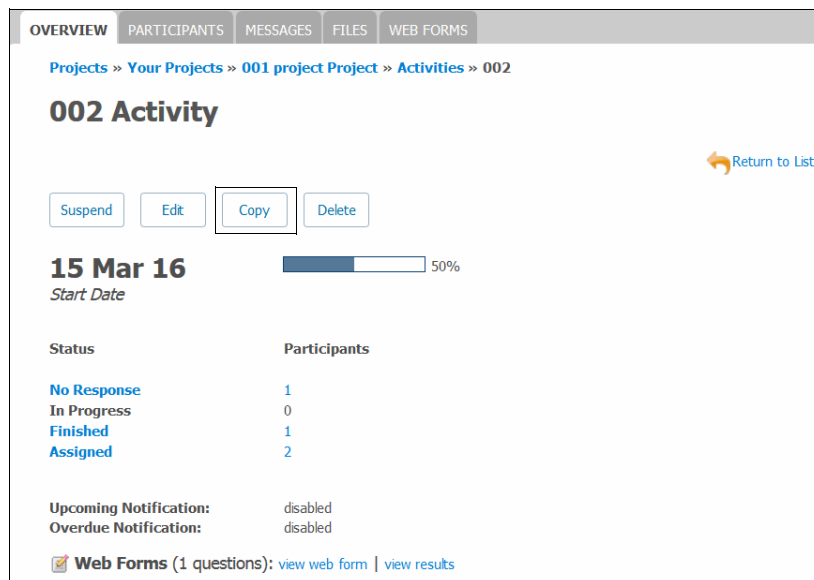 OVERVIEW PARTICIPANTS MESSAGES FILES WEB FORMS
Projects » Your Projects » 001 project Project » Activities » 002
002 Activity
Return to List
Suspend Edit Copy Delete
15 Mar 16 50%
Start Date
Status Participants
No Response 1
In Progress 0
Finished 1
Assigned 2
Upcoming Notification: disabled
Overdue Notification: disabled
Web Forms (1 questions): view web form | view results